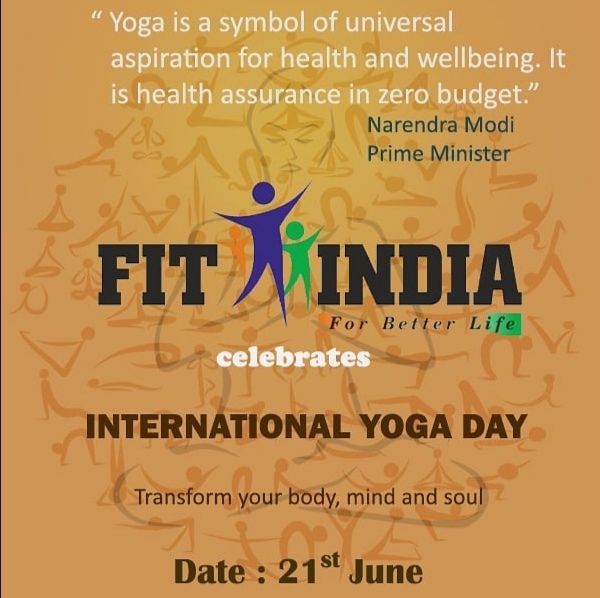 “ Yoga is a symbol of universal
aspiration for health and wellbeing. It
is health assurance in zero budget.”
Narendra Modi
Prime Minister
FIT INDIA
For Better Life
celebrates
INTERNATIONAL YOGA DAY
Transform your body, mind and soul
Date : 21st June